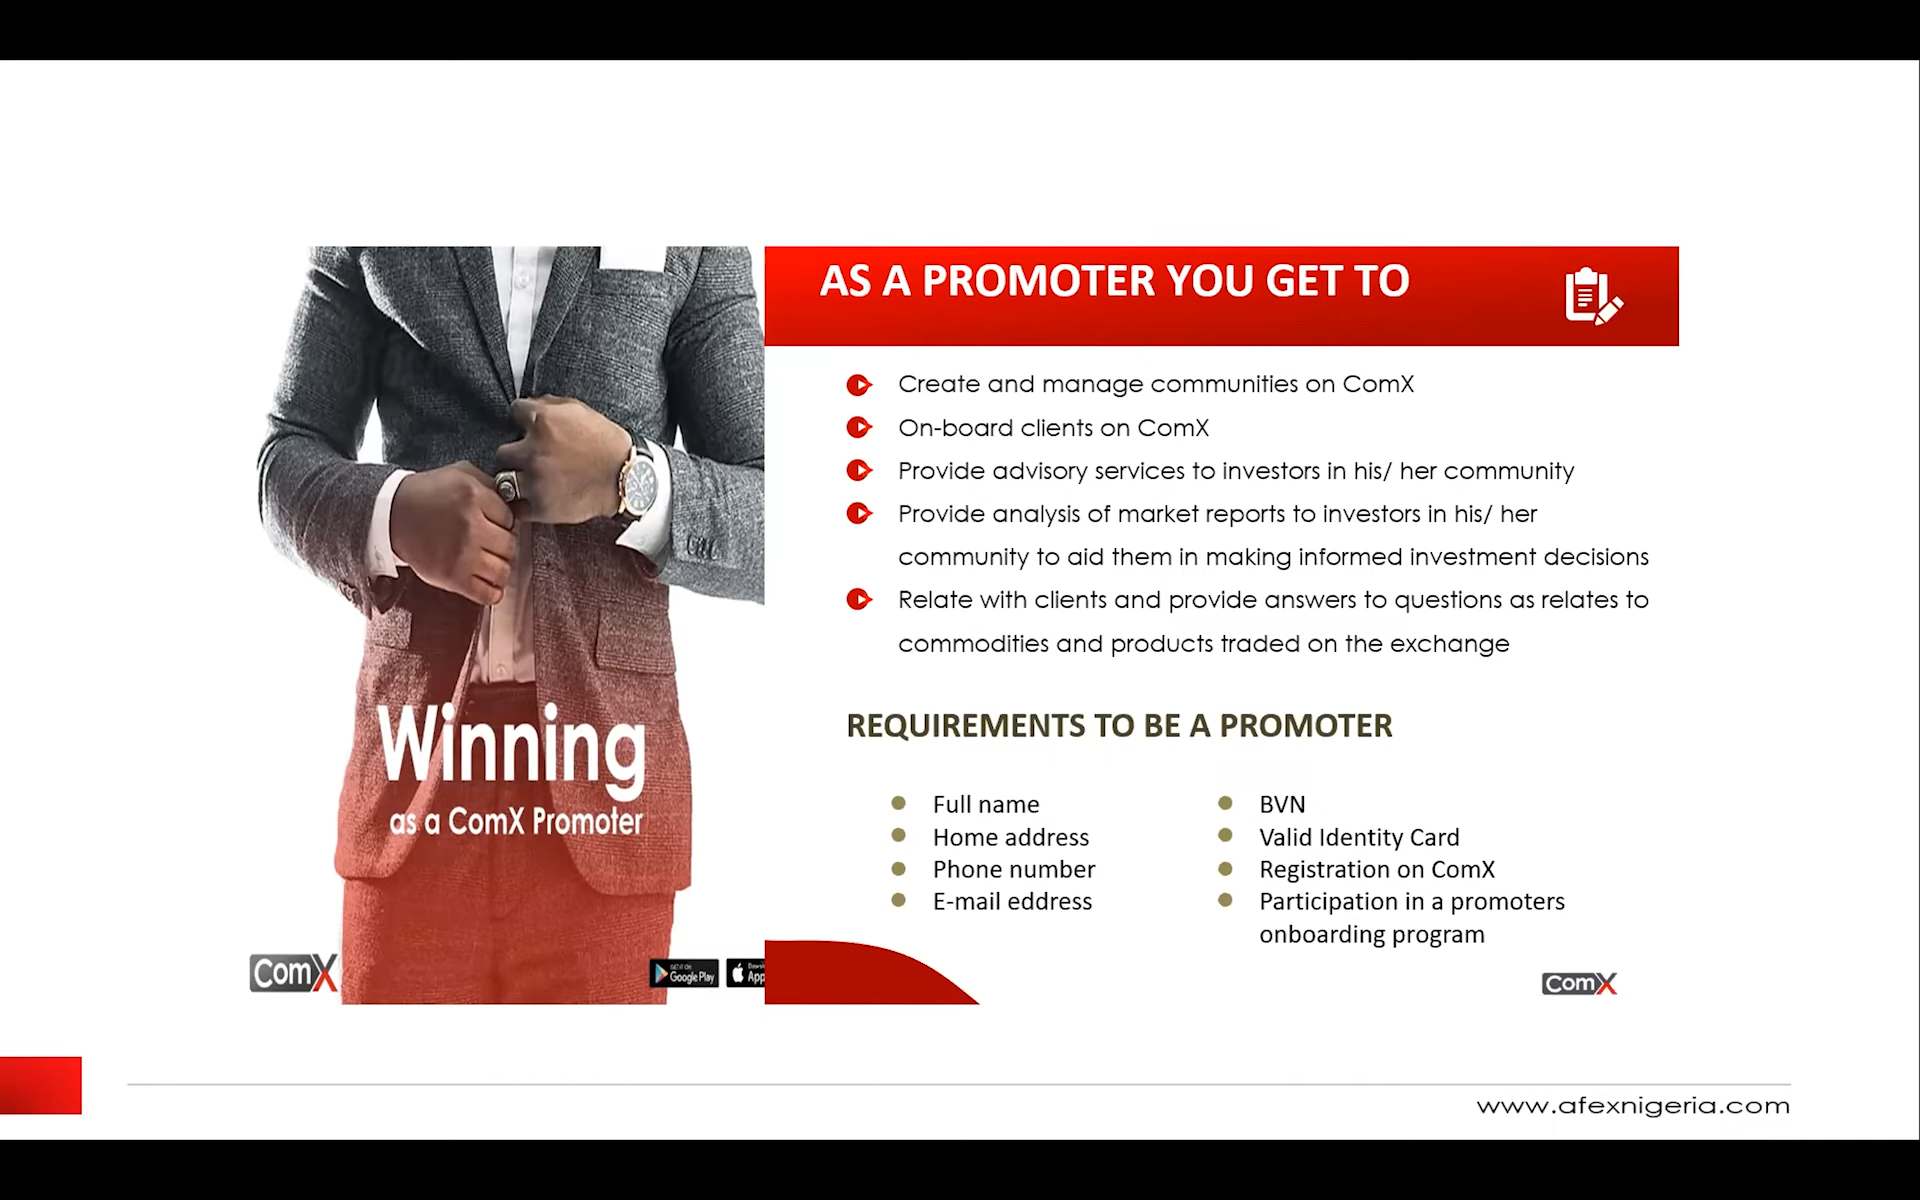 AS A PROMOTER YOU GET TO
Create and manage communities on ComX
On-board clients on ComX
Provide advisory services to investors in his/ her community
Provide analysis of market reports to investors in his/ her
community to aid them in making informed investment decisions
Relate with clients and provide answers to questions as relates to
commodities and products traded on the exchange
Winning
as a ComX Promoter
REQUIREMENTS TO BE A PROMOTER
Full name
Home address
Phone number
E-mail eddress
BVN
Valid Identity Card
Registration on ComX
Participation in a promoters
onboarding program
ComX
GET IT ON
Google Play
App
ComX
www.afexnigeria.com